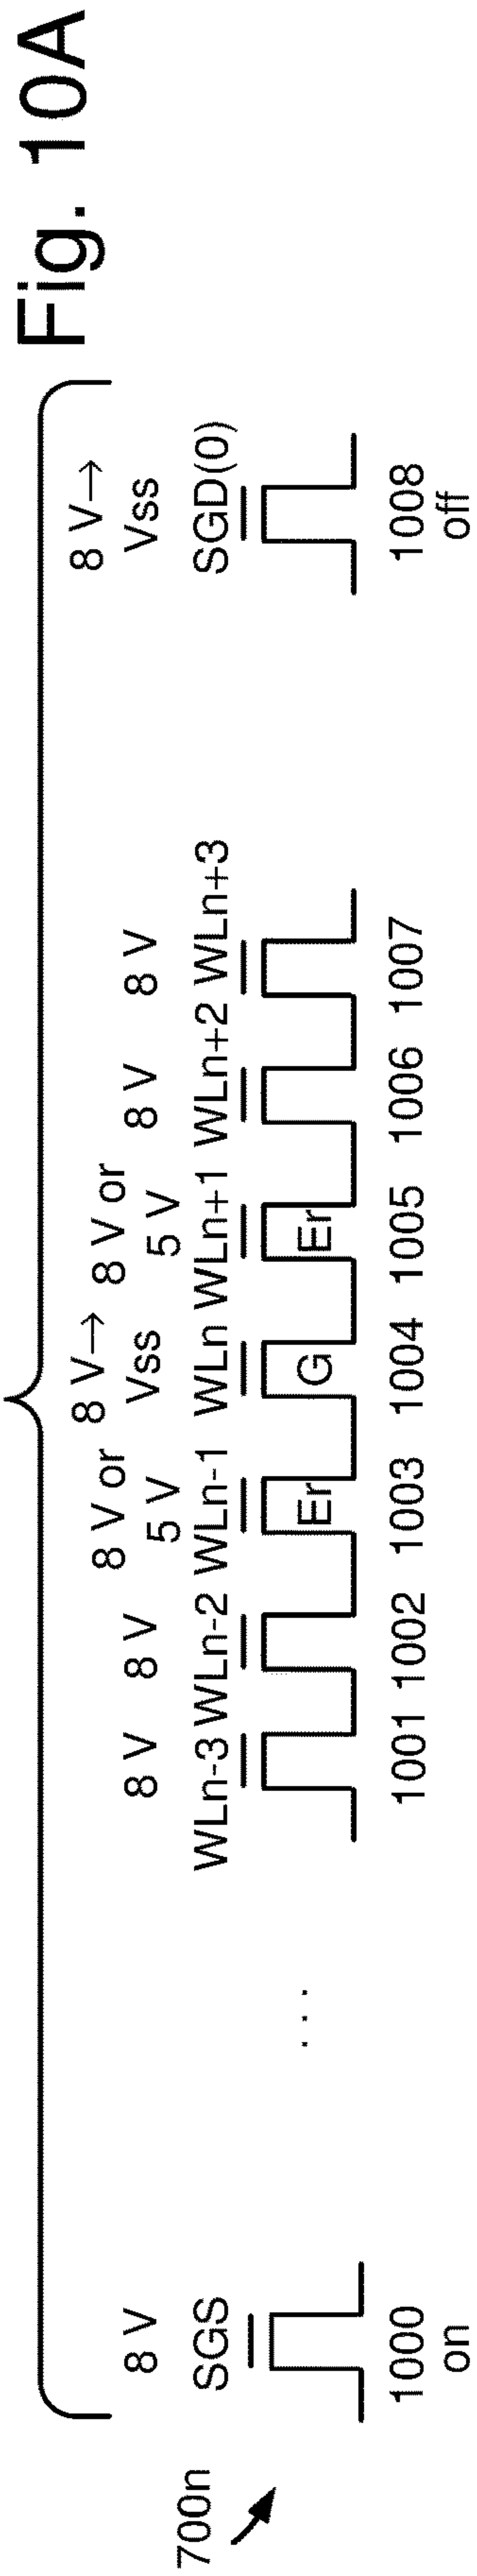 Fig. 10A
700n
8 V
8 V
8 V
8 V or
5 V
8 V→
Vss
8 V or
5 V
8 V
8 V
8 V→
Vss
SGS
WLn-3
WLn-2
WLn-1
WLn
WLn+1
WLn+2
WLn+3
SGD(0)
. . .
Er
G
Er
1000
on
1001
1002
1003
1004
1005
1006
1007
1008
off